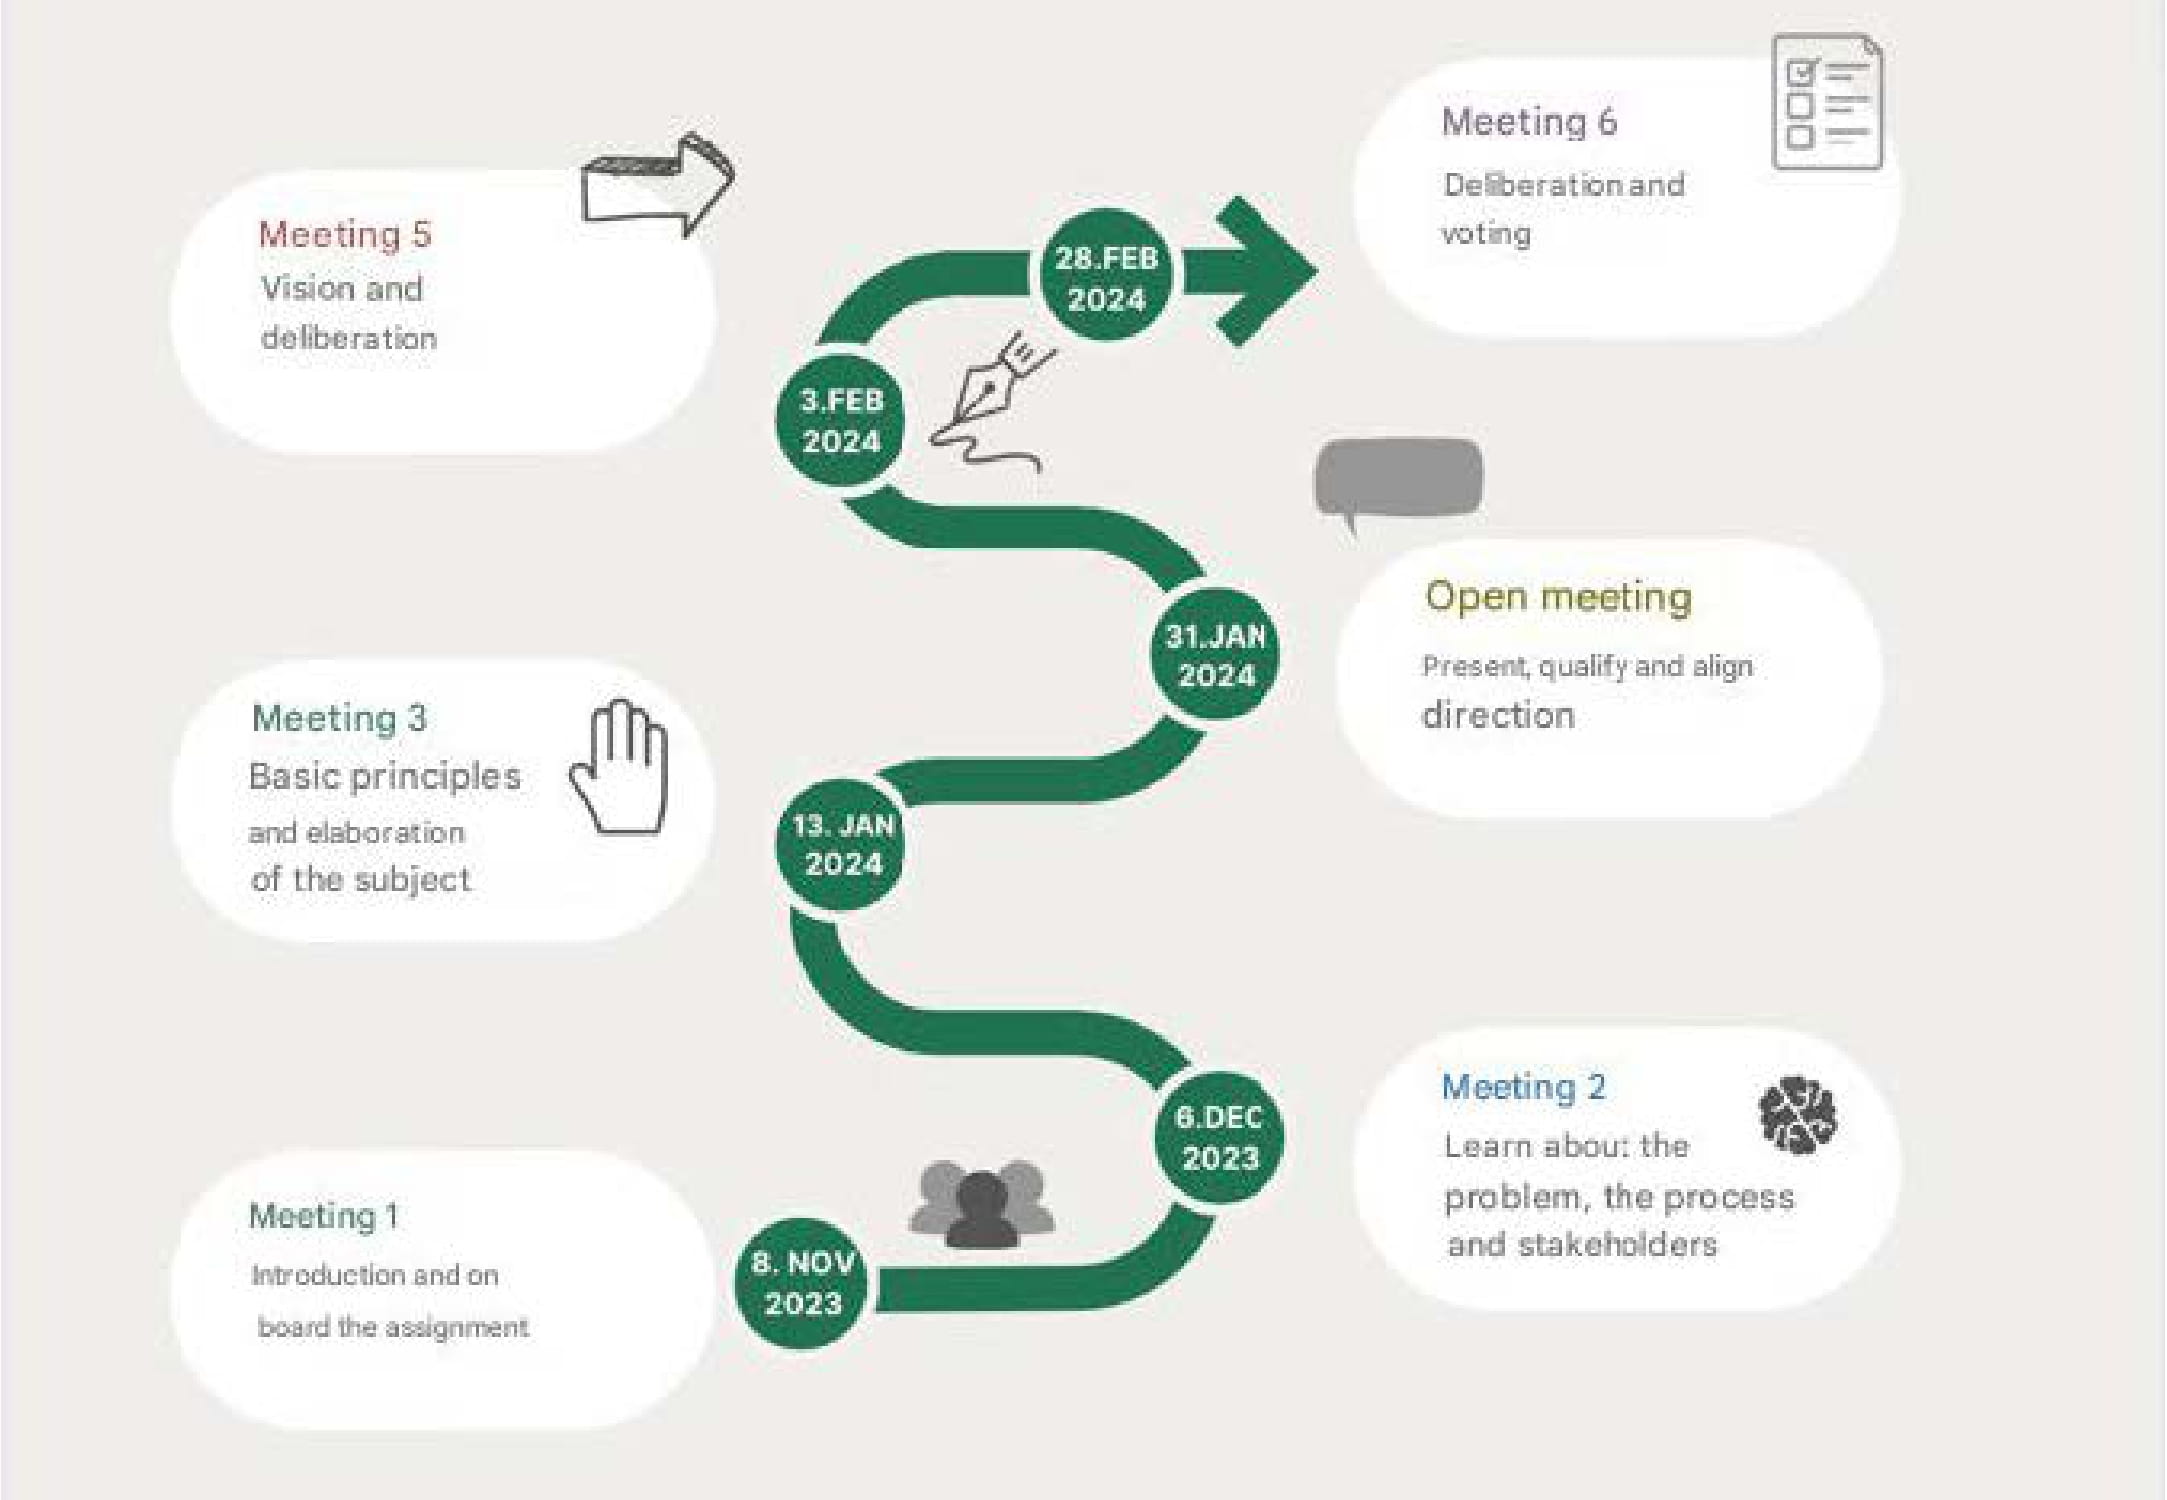 Meeting 6
Deliberation and
voting
Meeting 5
Vision and
deliberation
28.FEB
2024
3.FEB
2024
Open meeting
Present, qualify and align
direction
31.JAN
2024
Meeting 3
Basic principles
and elaboration
of the subject
13. JAN
2024
Meeting 2
Learn about the
problem, the process
and stakeholders
6.DEC
2023
Meeting 1
Introduction and on
board the assignment
8. NOV
2023